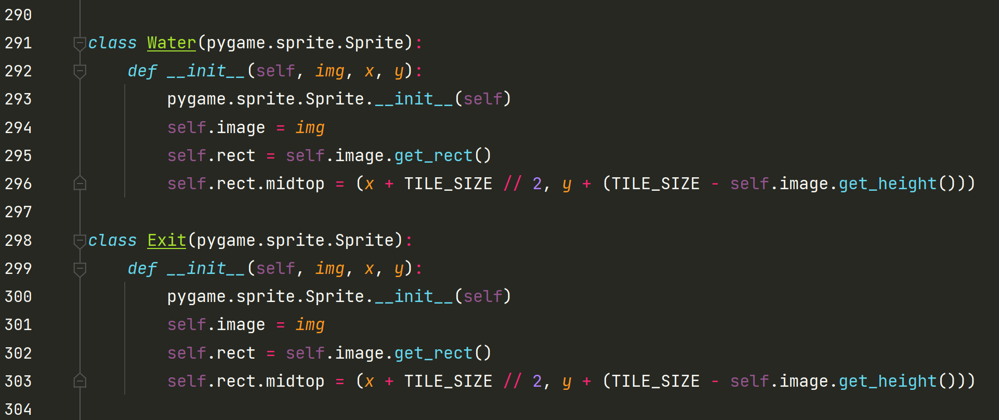 290
291 class Water(pygame.sprite.Sprite):
292     def __init__(self, img, x, y):
293         pygame.sprite.Sprite.__init__(self)
294         self.image = img
295         self.rect = self.image.get_rect()
296         self.rect.midtop = (x + TILE_SIZE // 2, y + (TILE_SIZE - self.image.get_height()))
297
298 class Exit(pygame.sprite.Sprite):
299     def __init__(self, img, x, y):
300         pygame.sprite.Sprite.__init__(self)
301         self.image = img
302         self.rect = self.image.get_rect()
303         self.rect.midtop = (x + TILE_SIZE // 2, y + (TILE_SIZE - self.image.get_height()))
304